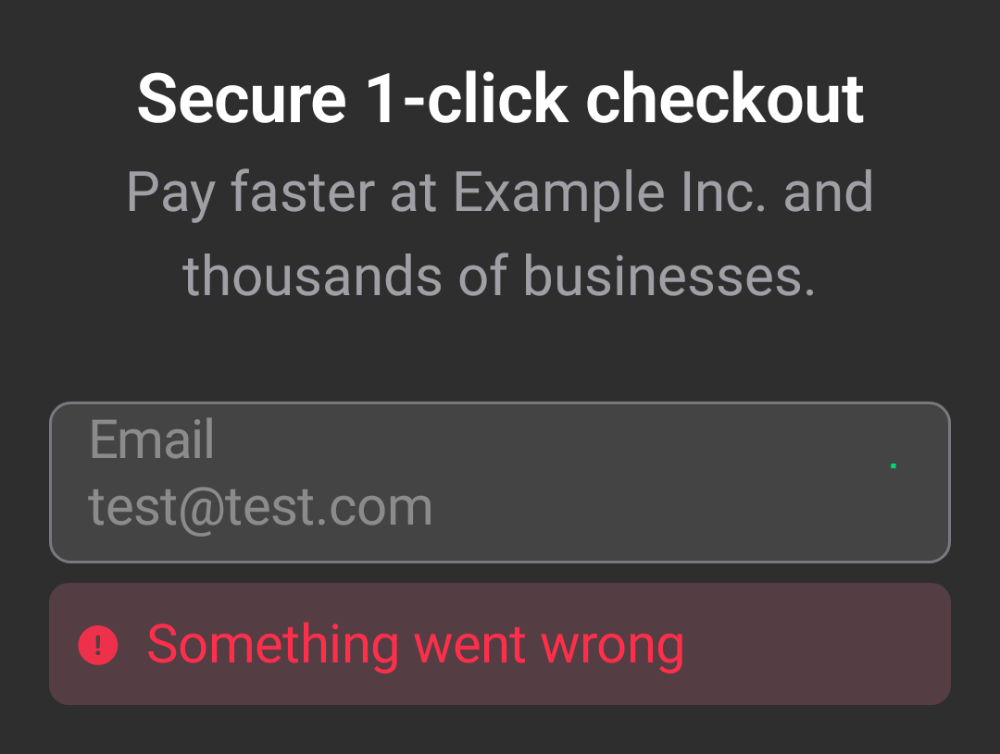 Secure 1-click checkout
Pay faster at Example Inc. and
thousands of businesses.
Email
test@test.com
Something went wrong